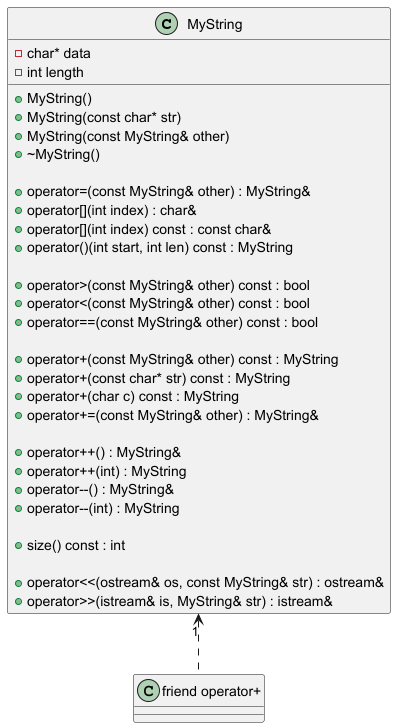 C MyString
char* data
int length
MyString()
MyString(const char* str)
MyString(const MyString& other)
~MyString()
operator=(const MyString& other) : MyString&
operator[](int index) : char&
operator[](int index) const : const char&
operator()(int start, int len) const : MyString
operator>(const MyString& other) const : bool
operator<(const MyString& other) const : bool
operator==(const MyString& other) const : bool
operator+(const MyString& other) const : MyString
operator+(const char* str) const : MyString
operator+(char c) const : MyString
operator+=(const MyString& other) : MyString&
operator++() : MyString&
operator++(int) : MyString
operator--() : MyString&
operator--(int) : MyString
size() const : int
operator<<(ostream& os, const MyString& str) : ostream&
operator>>(istream& is, MyString& str) : istream&
1
C friend operator+